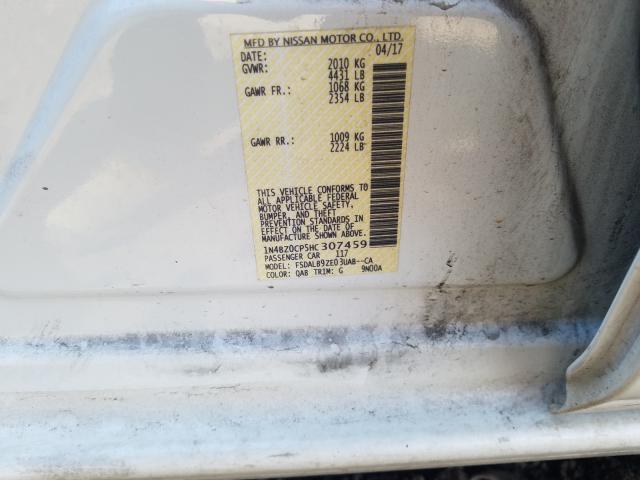 MFD BY NISSAN MOTOR CO., LTD.
DATE: 04/17
GVWR: 2010 KG
4431 LB
GAWR FR.: 1068 KG
2354 LB
GAWR RR.: 1009 KG
2224 LB
THIS VEHICLE CONFORMS TO
ALL APPLICABLE FEDERAL
MOTOR VEHICLE SAFETY,
BUMPER, AND THEFT
PREVENTION STANDARDS
IN EFFECT ON THE DATE OF
MANUFACTURE SHOWN ABOVE.
1N4BZ0CP5HC 307459
PASSENGER CAR 117
MODEL: FSDALB9ZE03UAB--CA
COLOR: QAB TRIM: G 9N00A